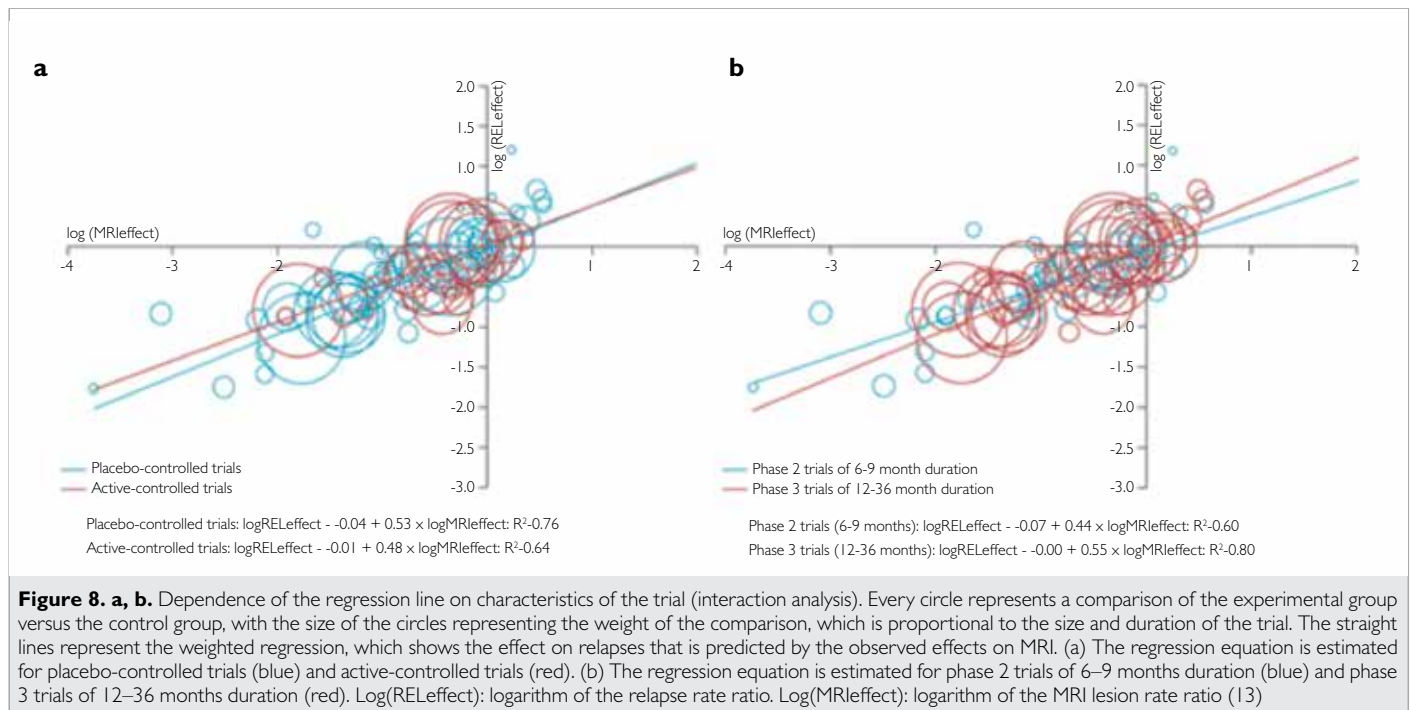 a
b
2.0
1.5
1.0
-1.0
-1.5
-2.0
-2.5
-3.0
log (RELeffect)
log (MRIeffect)
-4
-3
-2
1
2
Placebo-controlled trials
Active-controlled trials
Placebo-controlled trials: logRELeffect - -0.04 + 0.53 x logMRIeffect: R²-0.76
Active-controlled trials: logRELeffect - -0.01 + 0.48 x logMRIeffect: R²-0.64
2.0
1.5
1.0
-1.0
-1.5
-2.0
-2.5
-3.0
log (RELeffect)
log (MRIeffect)
-4
-3
-2
1
2
Phase 2 trials of 6-9 month duration
Phase 3 trials of 12-36 month duration
Phase 2 trials (6-9 months): logRELeffect - -0.07 + 0.44 x logMRIeffect: R²-0.60
Phase 3 trials (12-36 months): logRELeffect - -0.00 + 0.55 x logMRIeffect: R²-0.80
Figure 8. a, b. Dependence of the regression line on characteristics of the trial (interaction analysis). Every circle represents a comparison of the experimental group
versus the control group, with the size of the circles representing the weight of the comparison, which is proportional to the size and duration of the trial. The straight
lines represent the weighted regression, which shows the effect on relapses that is predicted by the observed effects on MRI. (a) The regression equation is estimated
for placebo-controlled trials (blue) and active-controlled trials (red). (b) The regression equation is estimated for phase 2 trials of 6–9 months duration (blue) and phase
3 trials of 12–36 months duration (red). Log(RELeffect): logarithm of the relapse rate ratio. Log(MRIeffect): logarithm of the MRI lesion rate ratio (13)